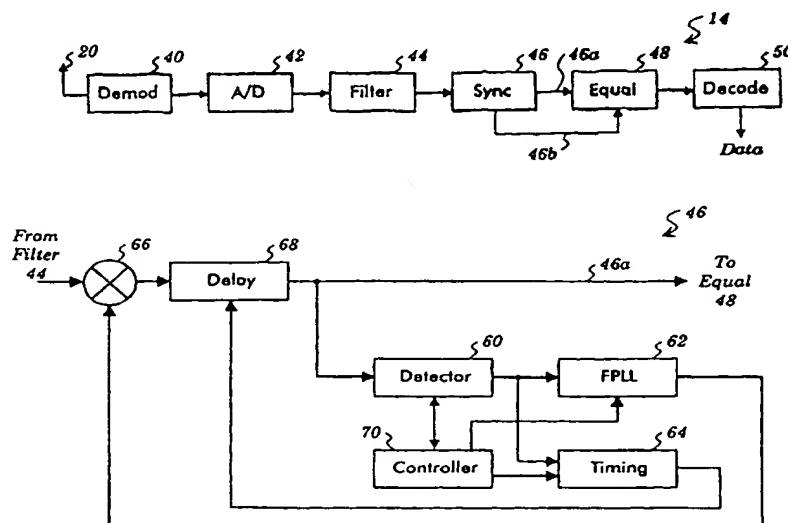 14
20
40
42
44
46
46a
48
50
Demod
A/D
Filter
Sync
Equal
Decode
46b
Data
46
From
Filter
44
66
68
Delay
46a
To
Equal
48
60
62
Detector
FPLL
70
64
Controller
Timing